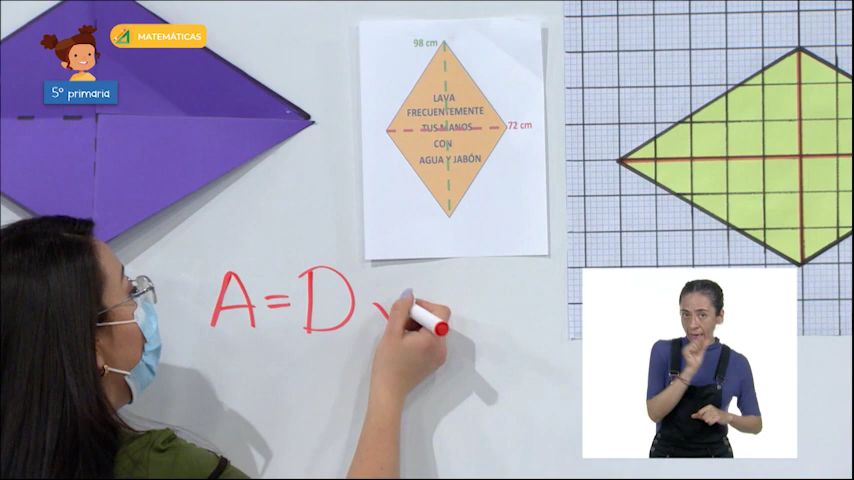 MATEMÁTICAS
5º primaria
98 cm
LAVA
FRECUENTEMENTE
TUS MANOS
72 cm
CON
AGUA Y JABÓN
A = D x